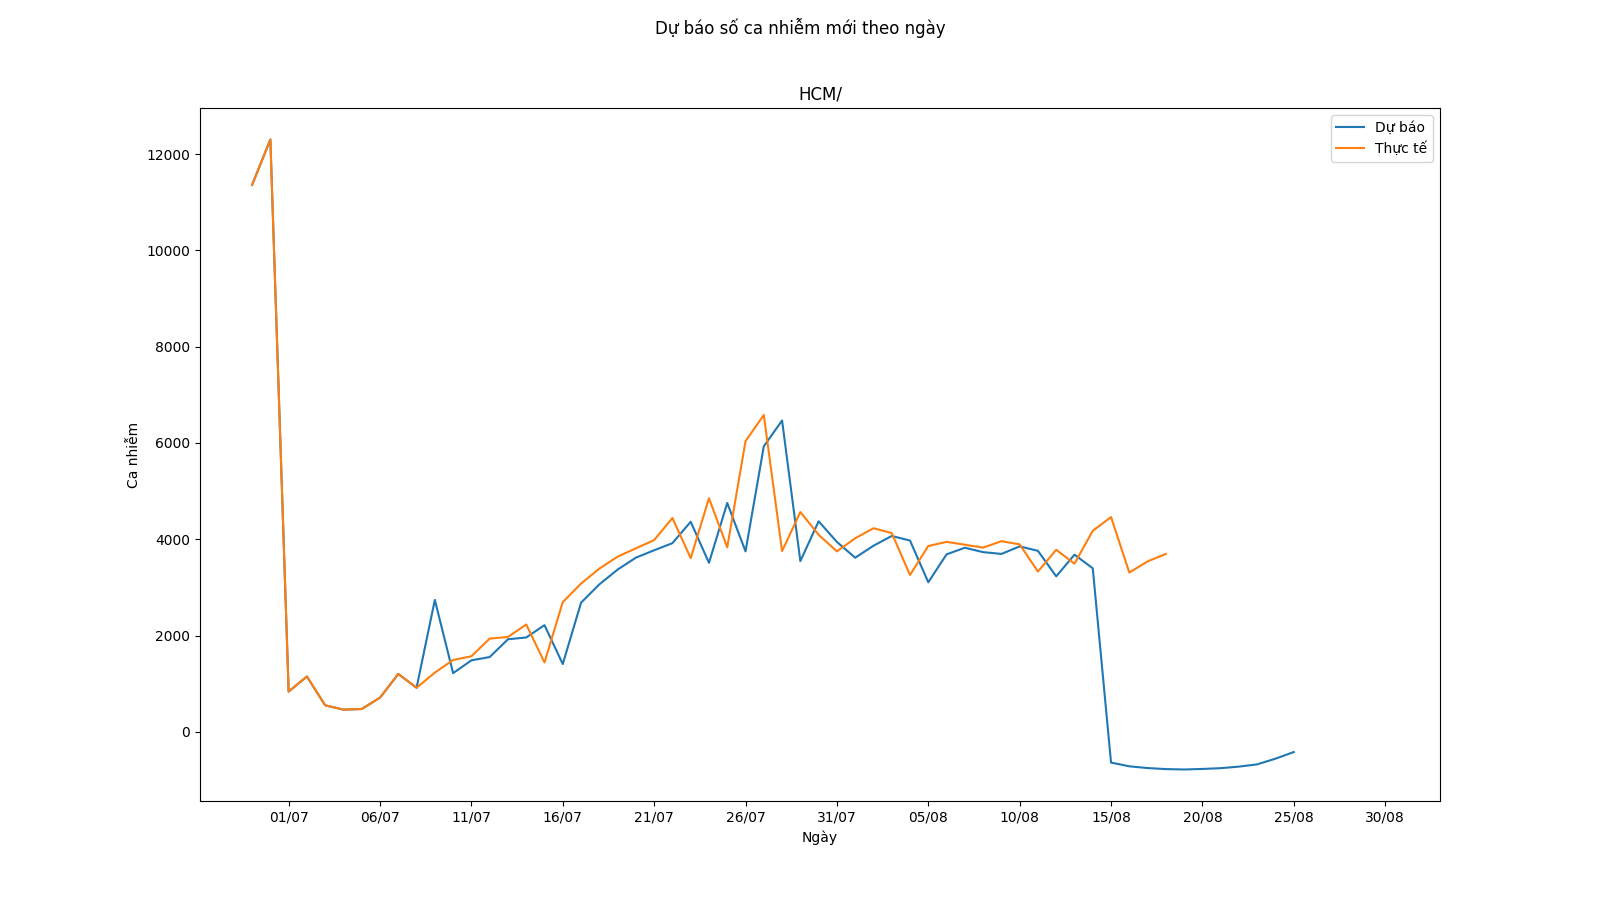 Dự báo số ca nhiễm mới theo ngày
HCM/
Dự báo
Thực tế
12000
10000
8000
6000
4000
2000
0
Ca nhiễm
01/07 06/07 11/07 16/07 21/07 26/07 31/07 05/08 10/08 15/08 20/08 25/08 30/08
Ngày